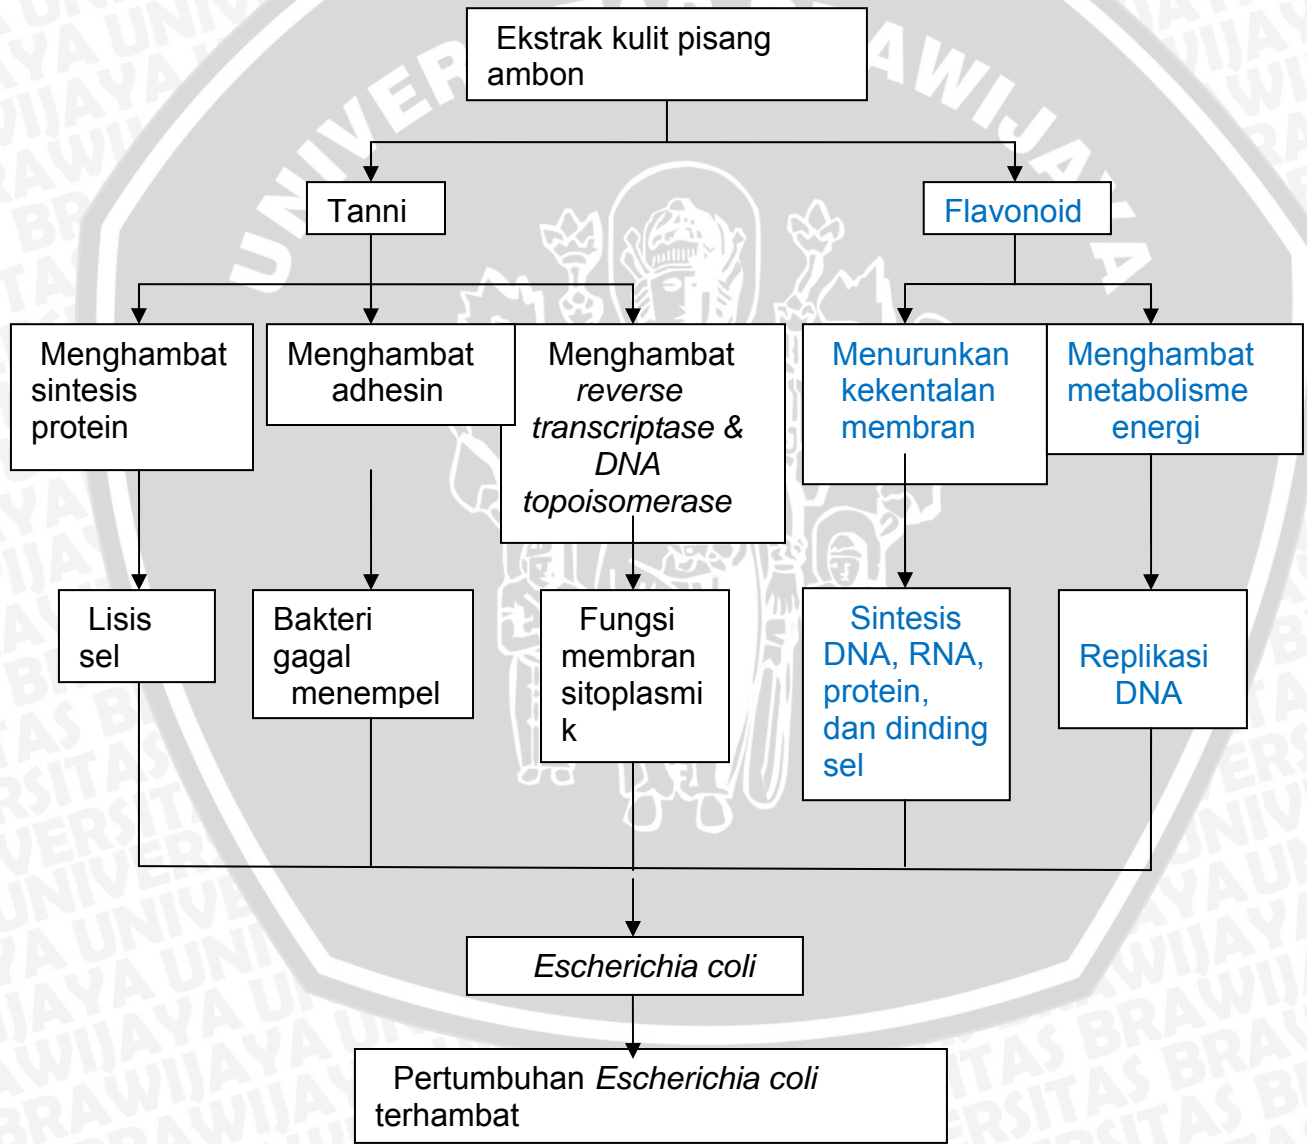 Ekstrak kulit pisang
ambon
Tanni
Flavonoid
Menghambat
sintesis
protein
Menghambat
adhesin
Menghambat
reverse
transcriptase &
DNA
topoisomerase
Menurunkan
kekentalan
membran
Menghambat
metabolisme
energi
Lisis
sel
Bakteri
gagal
menempel
Fungsi
membran
sitoplasmi
k
Sintesis
DNA, RNA,
protein,
dan dinding
sel
Replikasi
DNA
Escherichia coli
Pertumbuhan Escherichia coli
terhambat